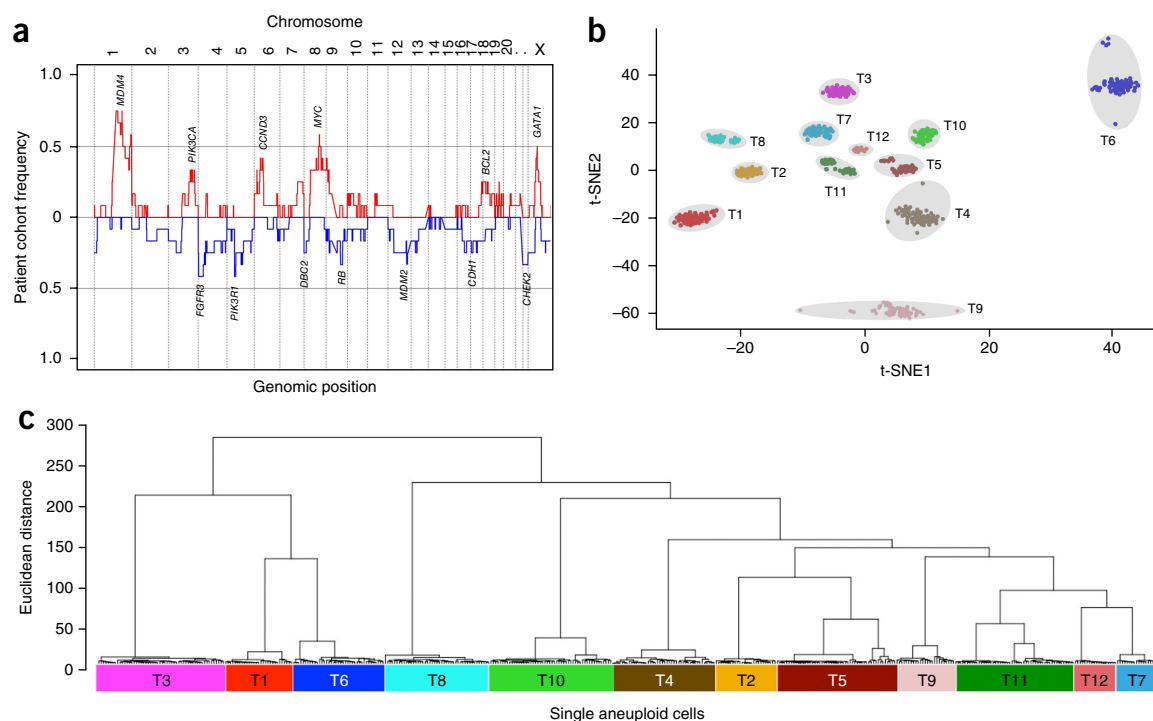 a
Chromosome
1 2 3 4 5 6 7 8 9 10 11 12 13 14 15 16 17 18 19 20 . . X
1.0
0.5
0
0.5
1.0
Patient cohort frequency
MDM4
PIK3CA
CCND3
MYC
BCL2
GATA1
FGFR3
PIK3R1
DBC2
RB
MDM2
CDH1
CHEK2
Genomic position
b
40
20
0
−20
−40
−60
t-SNE2
T3
T6
T7
T12
T10
T8
T5
T2
T11
T1
T4
T9
−20 0 20 40
t-SNE1
c
300
250
200
150
100
50
0
Euclidean distance
T3 T1 T6 T8 T10 T4 T2 T5 T9 T11 T12 T7
Single aneuploid cells